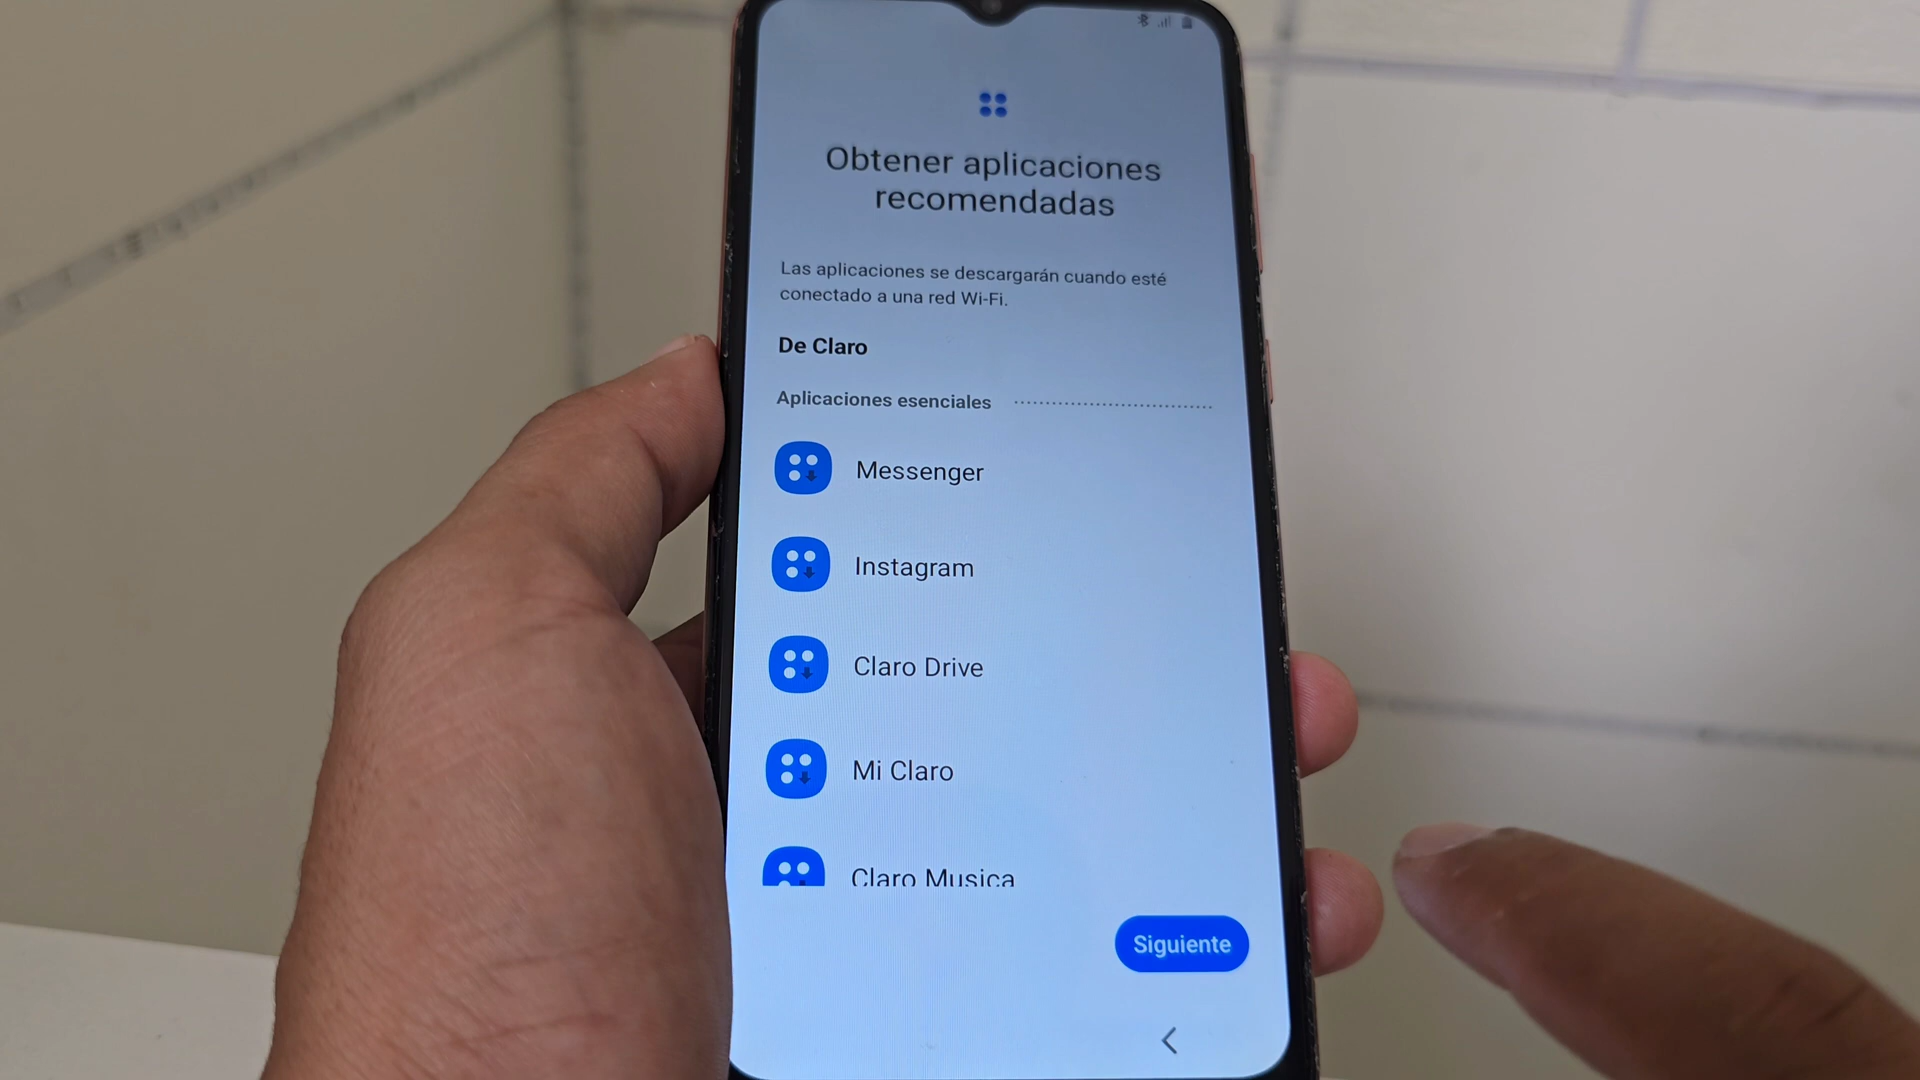 Obtener aplicaciones
recomendadas
Las aplicaciones se descargarán cuando esté
conectado a una red Wi-Fi.
De Claro
Aplicaciones esenciales
Messenger
Instagram
Claro Drive
Mi Claro
Claro Musica
Siguiente